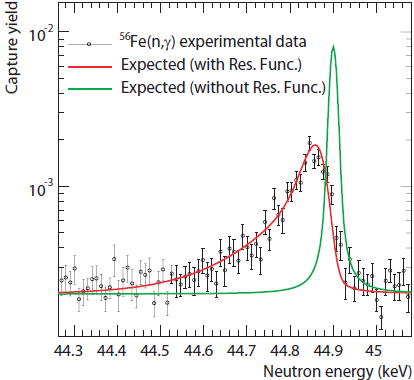 Capture yield
10⁻²
10⁻³
⁵⁶Fe(n,γ) experimental data
Expected (with Res. Func.)
Expected (without Res. Func.)
44.3 44.4 44.5 44.6 44.7 44.8 44.9 45
Neutron energy (keV)